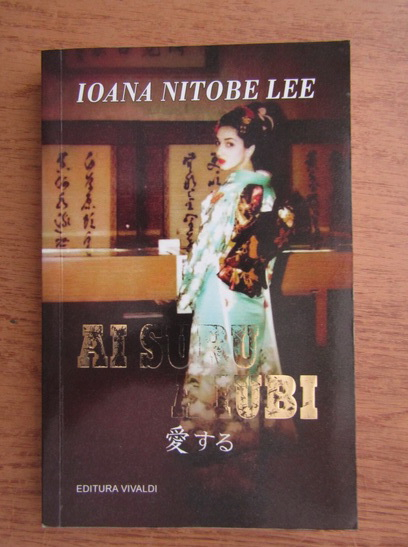 IOANA NITOBE LEE
AI SURU,
A IUBI
愛する
EDITURA VIVALDI